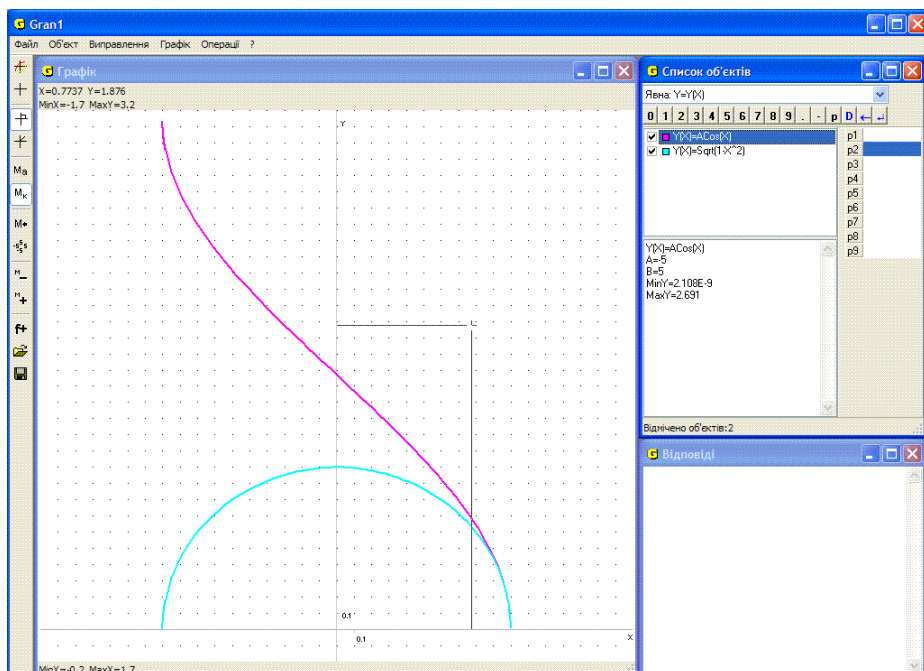 Gran1
Файл Об'єкт Виправлення Графік Операції ?
Графік
X=0.7737 Y=1.876
MinX=-1,7 MaxY=3,2
Y
0.1
0.1
X
MinY=-0,2 MaxX=1,7
Ma
Mк
M+
M-
M+
f+
Список об'єктів
Явна: Y=Y(X)
0 1 2 3 4 5 6 7 8 9 . - p D ← ↵
Y(X)=ACos(X)
Y(X)=Sqrt(1-X^2)
p1
p2
p3
p4
p5
p6
p7
p8
p9
Y(X)=ACos(X)
A=-5
B=5
MinY=2.108E-9
MaxY=2.691
Відмічено об'єктів:2
Відповіді